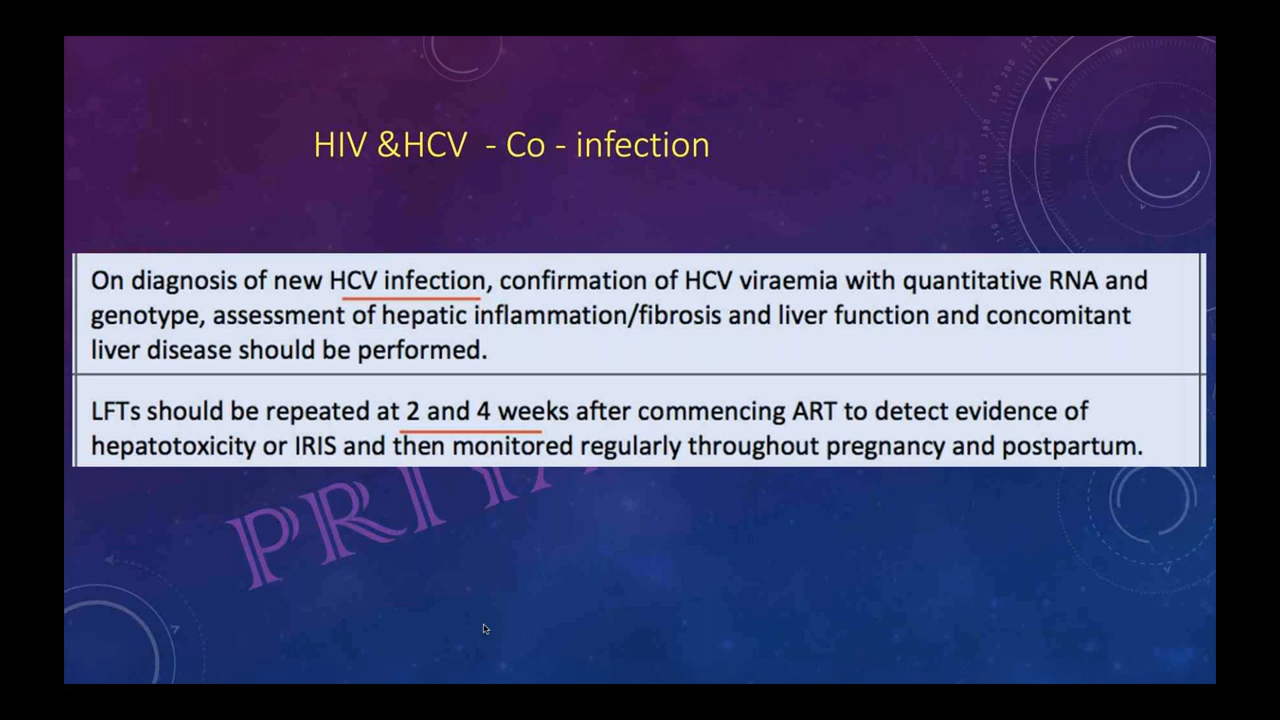 HIV &HCV - Co - infection
On diagnosis of new HCV infection, confirmation of HCV viraemia with quantitative RNA and
genotype, assessment of hepatic inflammation/fibrosis and liver function and concomitant
liver disease should be performed.
LFTs should be repeated at 2 and 4 weeks after commencing ART to detect evidence of
hepatotoxicity or IRIS and then monitored regularly throughout pregnancy and postpartum.